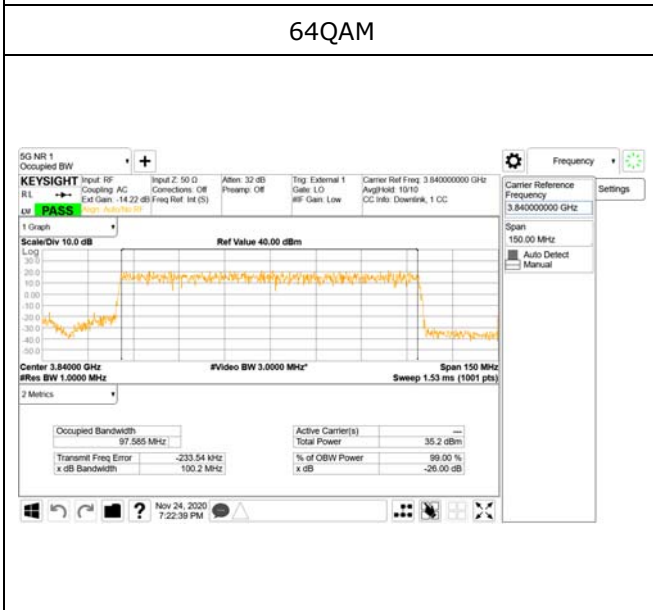 64QAM
5G NR 1
Occupied BW
Frequency
KEYSIGHT Input: RF Input Z: 50 Ω Atten: 32 dB Trig: External 1 Carrier Ref Freq: 3.840000000 GHz
RL Coupling: AC Corrections: Off Preamp: Off Gate: LO Avg|Hold: 10/10
Ext Gain: -14.22 dB Freq Ref: Int (S) #IF Gain: Low CC Info: Downlink, 1 CC
PASS Align: Auto/No RF
Carrier Reference Frequency
3.840000000 GHz
Settings
Span
150.00 MHz
Auto Detect
Manual
1 Graph
Scale/Div 10.0 dB Ref Value 40.00 dBm
Log
30.0
20.0
10.0
0.00
-10.0
-20.0
-30.0
-40.0
-50.0
Center 3.84000 GHz #Video BW 3.0000 MHz* Span 150 MHz
#Res BW 1.0000 MHz Sweep 1.53 ms (1001 pts)
2 Metrics
Occupied Bandwidth Active Carrier(s) ---
97.565 MHz Total Power 35.2 dBm
Transmit Freq Error -233.54 kHz % of OBW Power 99.00 %
x dB Bandwidth 100.2 MHz x dB -26.00 dB
? Nov 24, 2020
7:22:39 PM